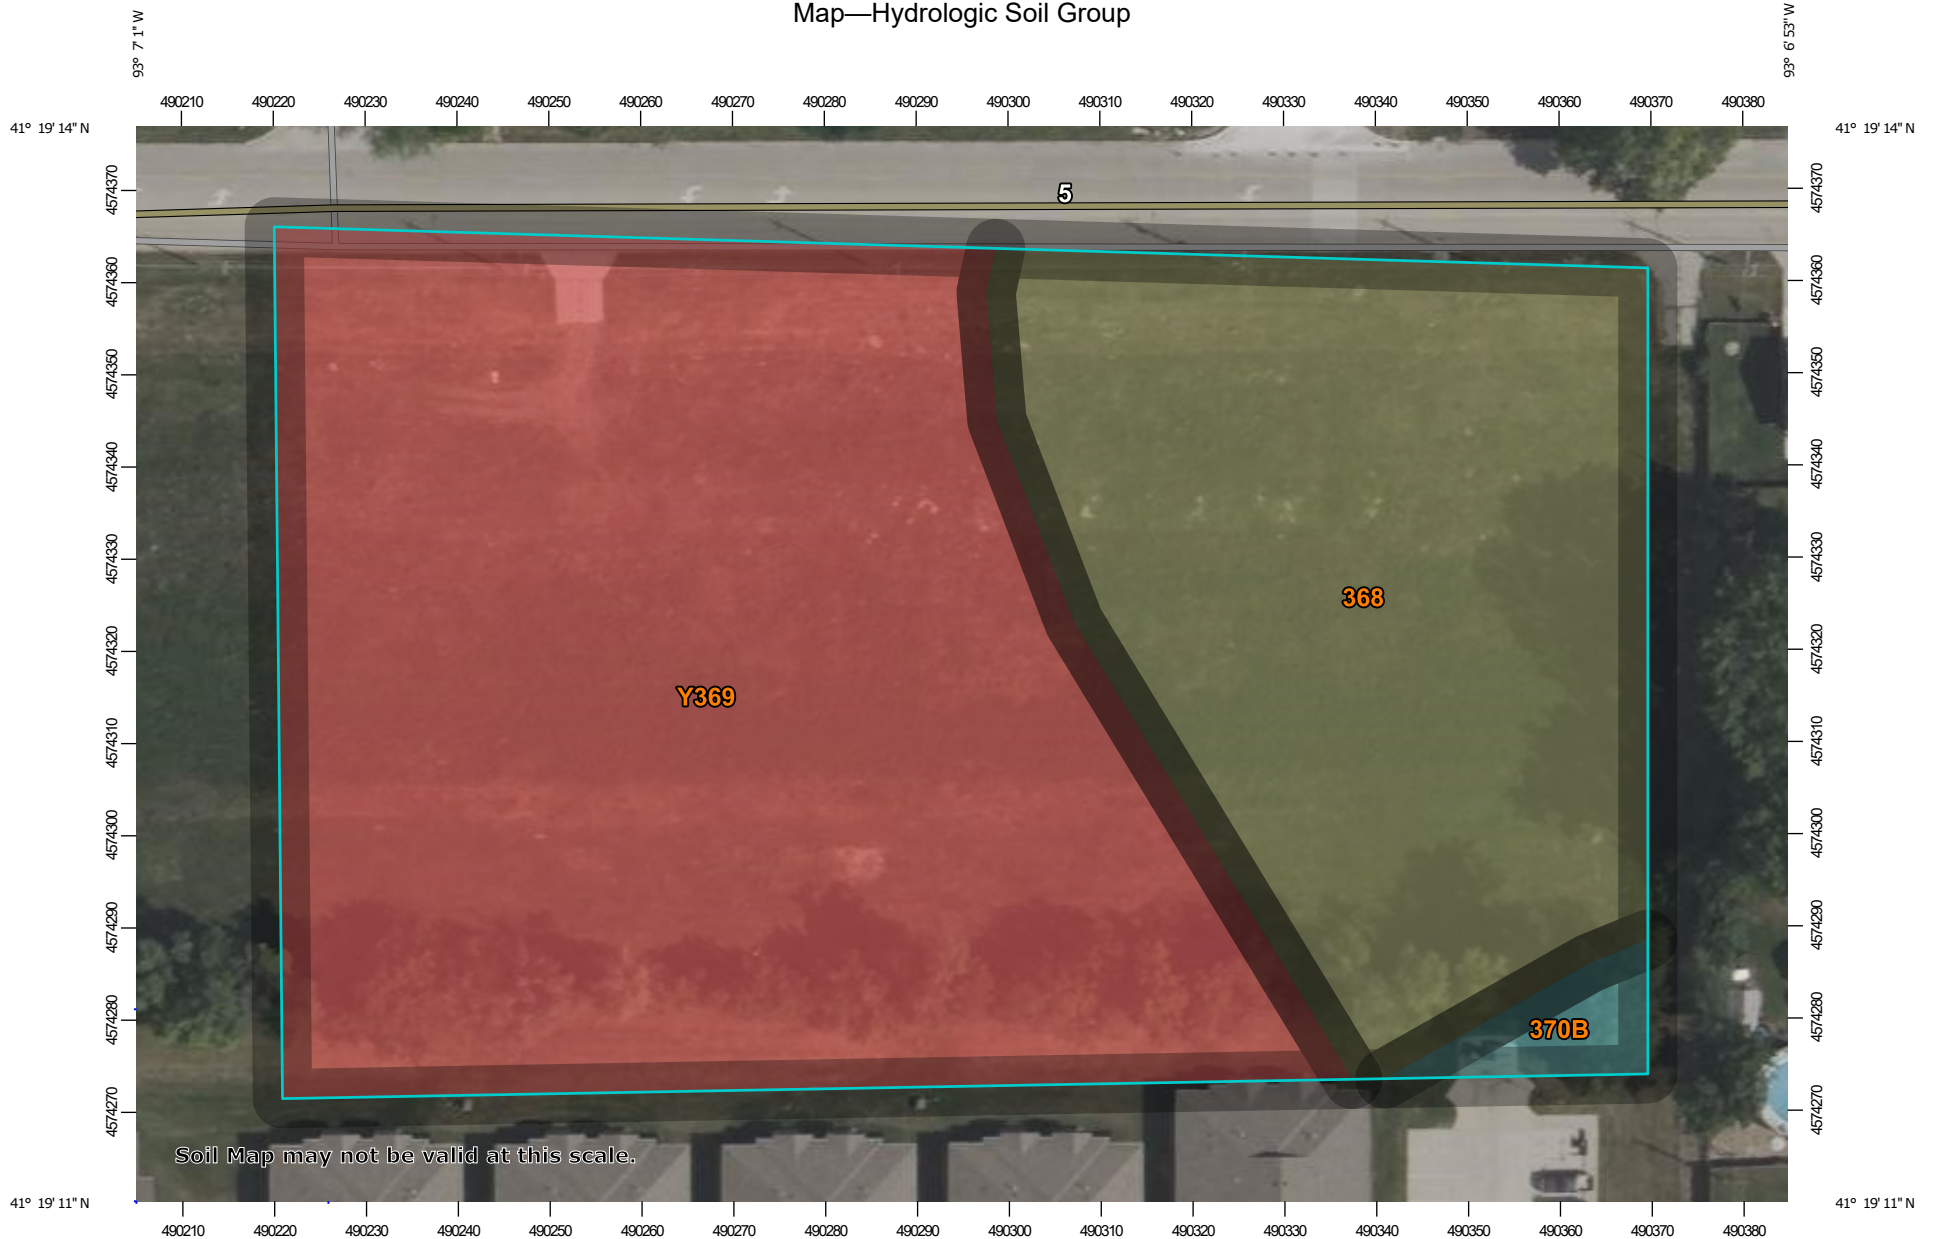 Map—Hydrologic Soil Group
93° 7' 1" W
93° 6' 53" W
490210 490220 490230 490240 490250 490260 490270 490280 490290 490300 490310 490320 490330 490340 490350 490360 490370 490380
41° 19' 14" N
41° 19' 14" N
5
4574370
4574370
4574360
4574360
4574350
4574350
4574340
4574340
4574330
4574330
368
4574320
4574320
Y369
4574310
4574310
4574300
4574300
4574290
4574290
4574280
4574280
370B
4574270
4574270
Soil Map may not be valid at this scale.
41° 19' 11" N
41° 19' 11" N
490210 490220 490230 490240 490250 490260 490270 490280 490290 490300 490310 490320 490330 490340 490350 490360 490370 490380